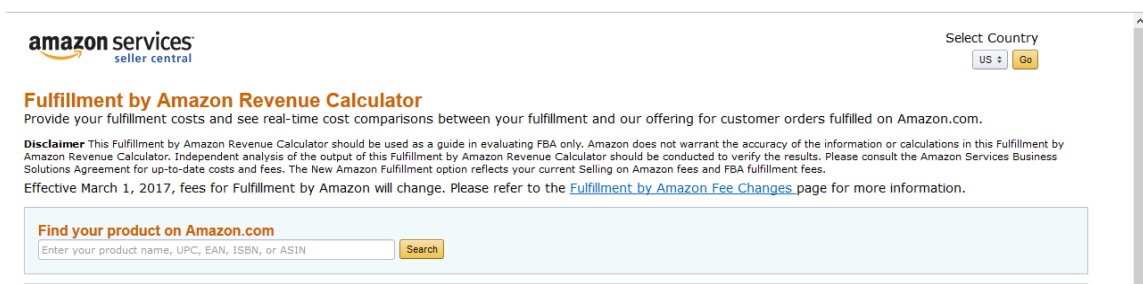 amazon services
seller central
Select Country
US Go
Fulfillment by Amazon Revenue Calculator
Provide your fulfillment costs and see real-time cost comparisons between your fulfillment and our offering for customer orders fulfilled on Amazon.com.
Disclaimer This Fulfillment by Amazon Revenue Calculator should be used as a guide in evaluating FBA only. Amazon does not warrant the accuracy of the information or calculations in this Fulfillment by
Amazon Revenue Calculator. Independent analysis of the output of this Fulfillment by Amazon Revenue Calculator should be conducted to verify the results. Please consult the Amazon Services Business
Solutions Agreement for up-to-date costs and fees. The New Amazon Fulfillment option reflects your current Selling on Amazon fees and FBA fulfillment fees.
Effective March 1, 2017, fees for Fulfillment by Amazon will change. Please refer to the Fulfillment by Amazon Fee Changes page for more information.
Find your product on Amazon.com
Enter your product name, UPC, EAN, ISBN, or ASIN Search